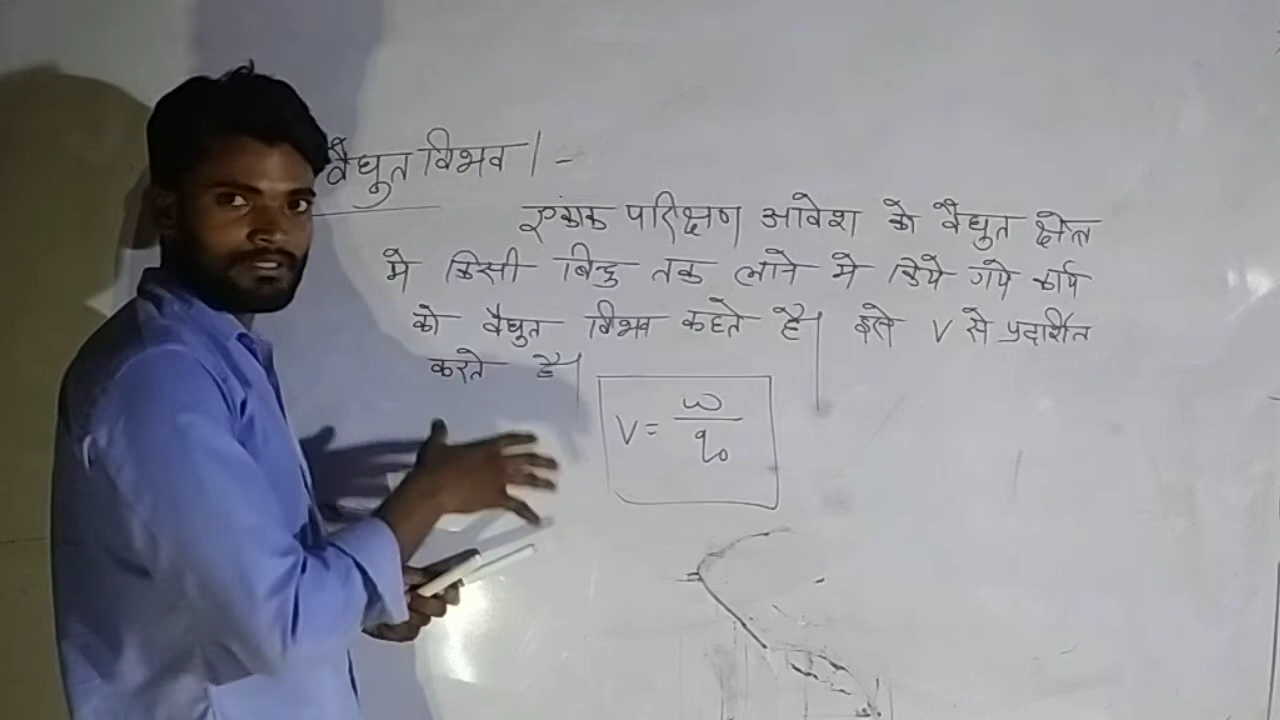 वैधुत विभव।-
एकांक परिक्षण आवेश को वैधुत क्षेत्र
मे किसी बिन्दु तक लाने मे किये गये कार्य
को वैधुत विभव कहते है। इसे V से प्रदर्शित
करते है।
V = w/q₀